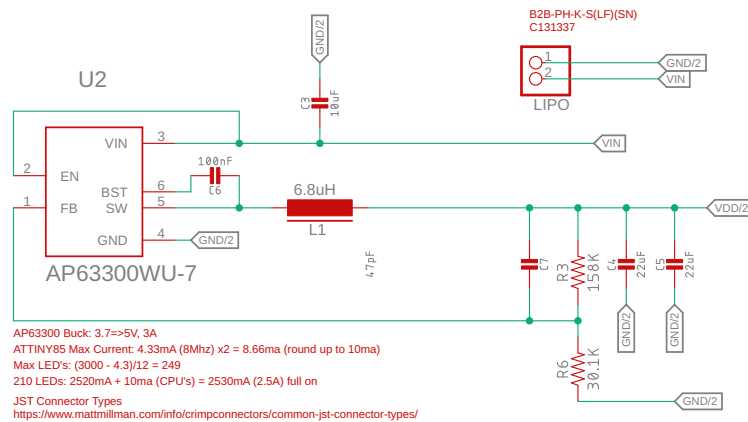 B2B-PH-K-S(LF)(SN)
C131337
GND/2
1
GND/2
2
VIN
LIPO
U2
C3
10uF
VIN
3
VIN
2
EN
100nF
C6
BST
6
1
FB
SW
5
6.8uH
L1
VDD/2
GND
4
GND/2
AP63300WU-7
47pF
C7
R3
158K
C4
22uF
C5
22uF
GND/2
GND/2
R6
30.1K
GND/2
AP63300 Buck: 3.7=>5V, 3A
ATTINY85 Max Current: 4.33mA (8Mhz) x2 = 8.66ma (round up to 10ma)
Max LED's: (3000 - 4.3)/12 = 249
210 LEDs: 2520mA + 10ma (CPU's) = 2530mA (2.5A) full on
JST Connector Types
https://www.mattmillman.com/info/crimpconnectors/common-jst-connector-types/